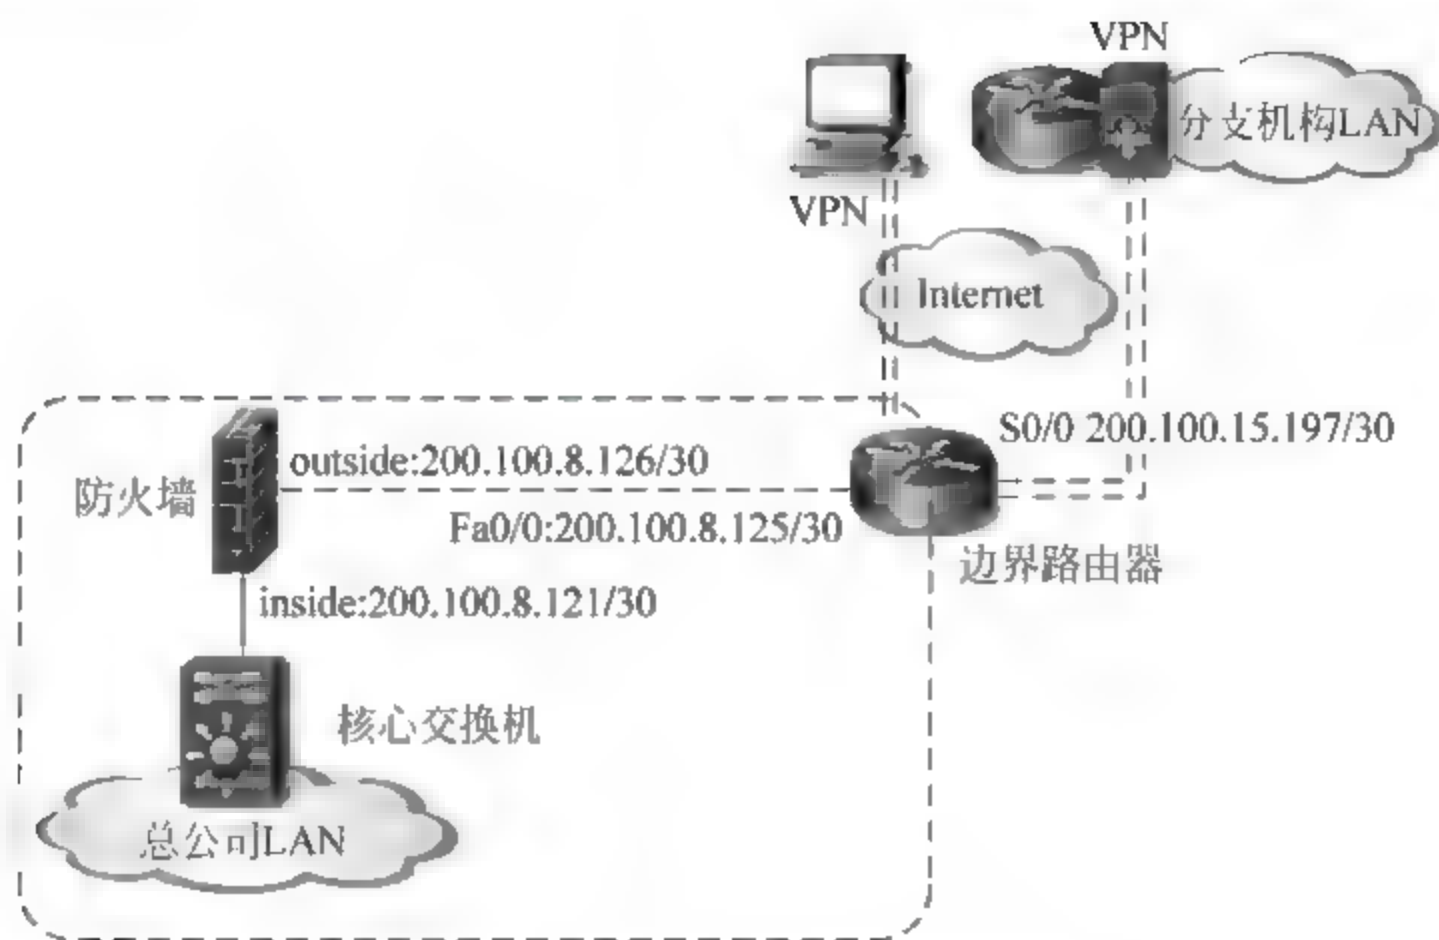 VPN
分支机构LAN
VPN
Internet
S0/0 200.100.15.197/30
outside:200.100.8.126/30
防火墙
Fa0/0:200.100.8.125/30
边界路由器
inside:200.100.8.121/30
核心交换机
总公司LAN